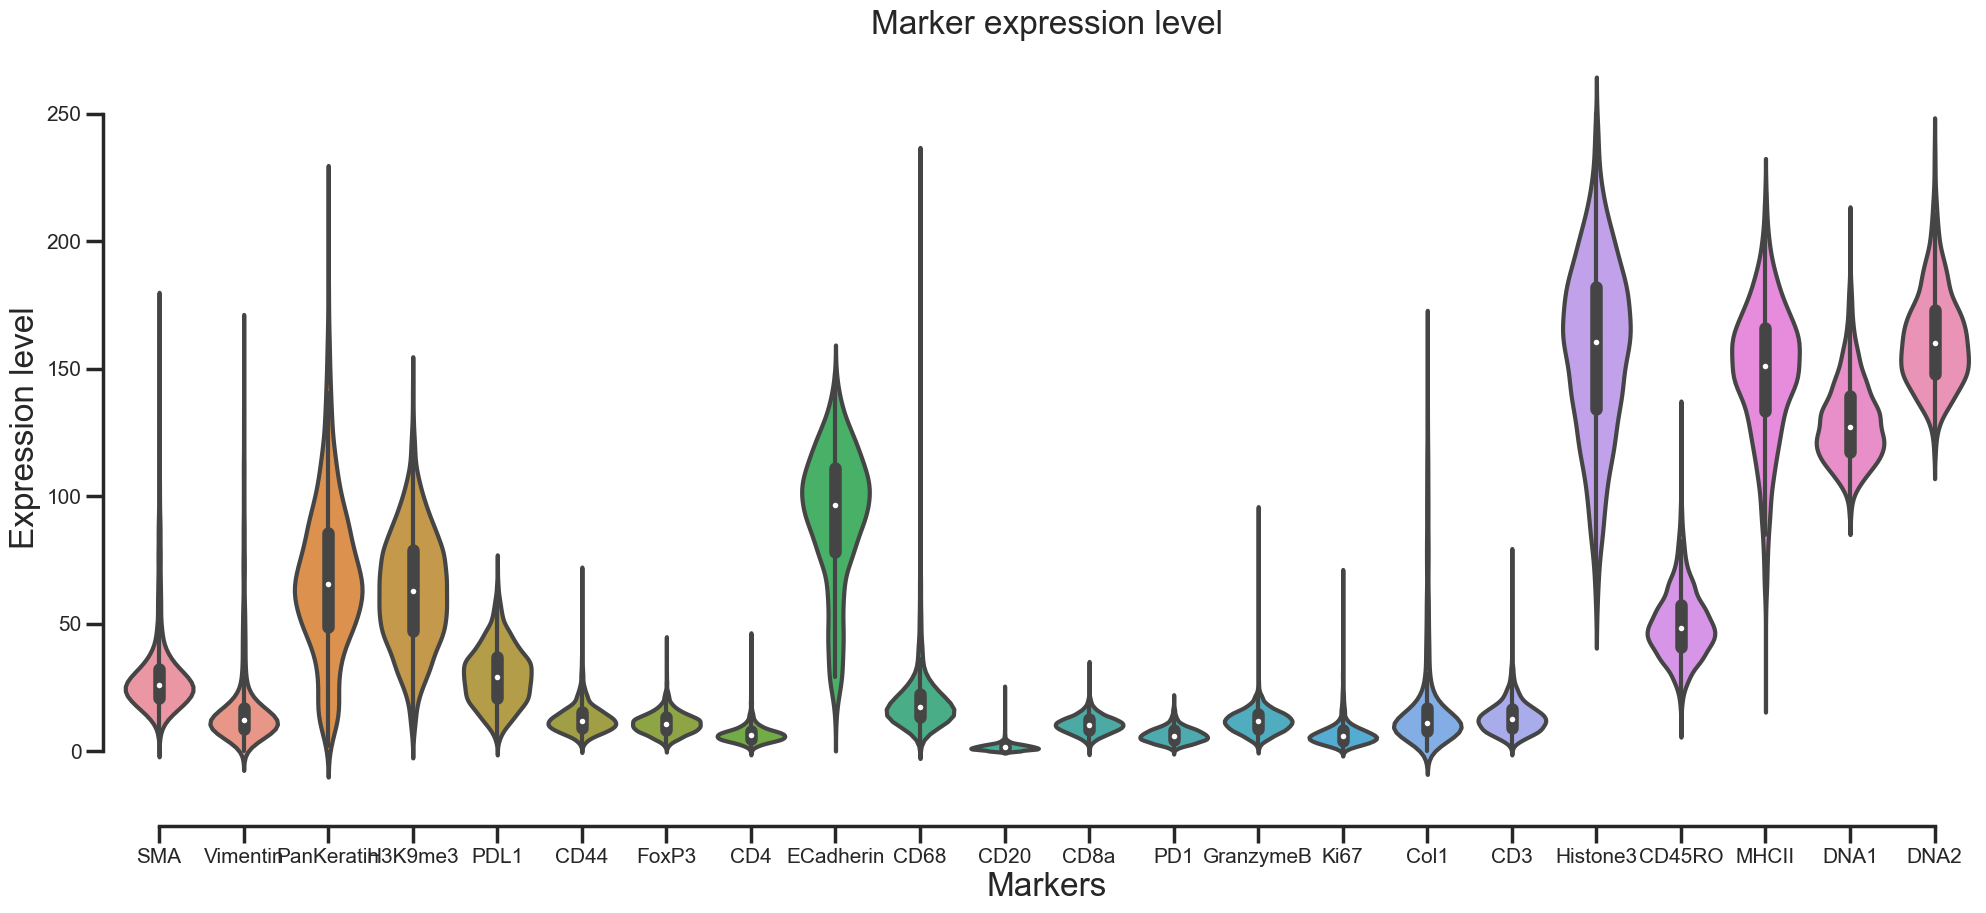 Marker expression level
Expression level
250
200
150
100
50
0
SMA Vimentin PanKeratin H3K9me3 PDL1 CD44 FoxP3 CD4 ECadherin CD68 CD20 CD8a PD1 GranzymeB Ki67 Col1 CD3 Histone3 CD45RO MHCII DNA1 DNA2
Markers